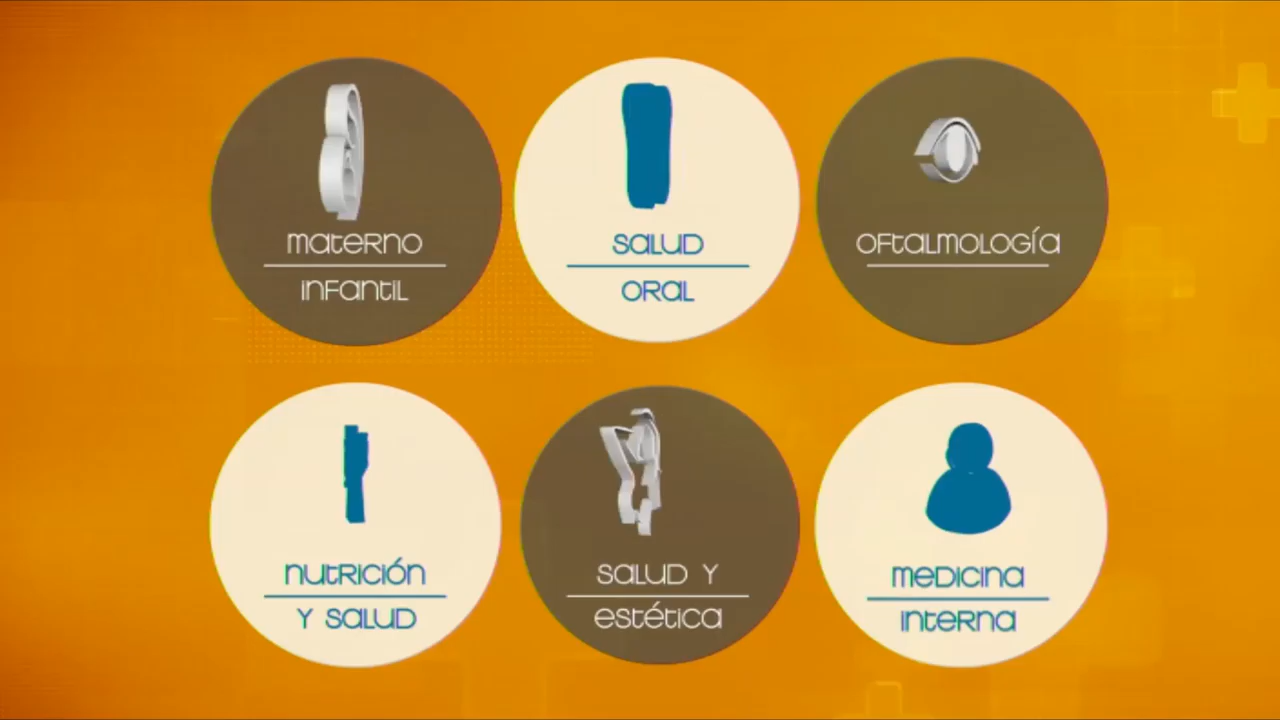 materno
infantil
salud
oral
oftalmología
nutrición
y salud
salud y
estética
medicina
interna